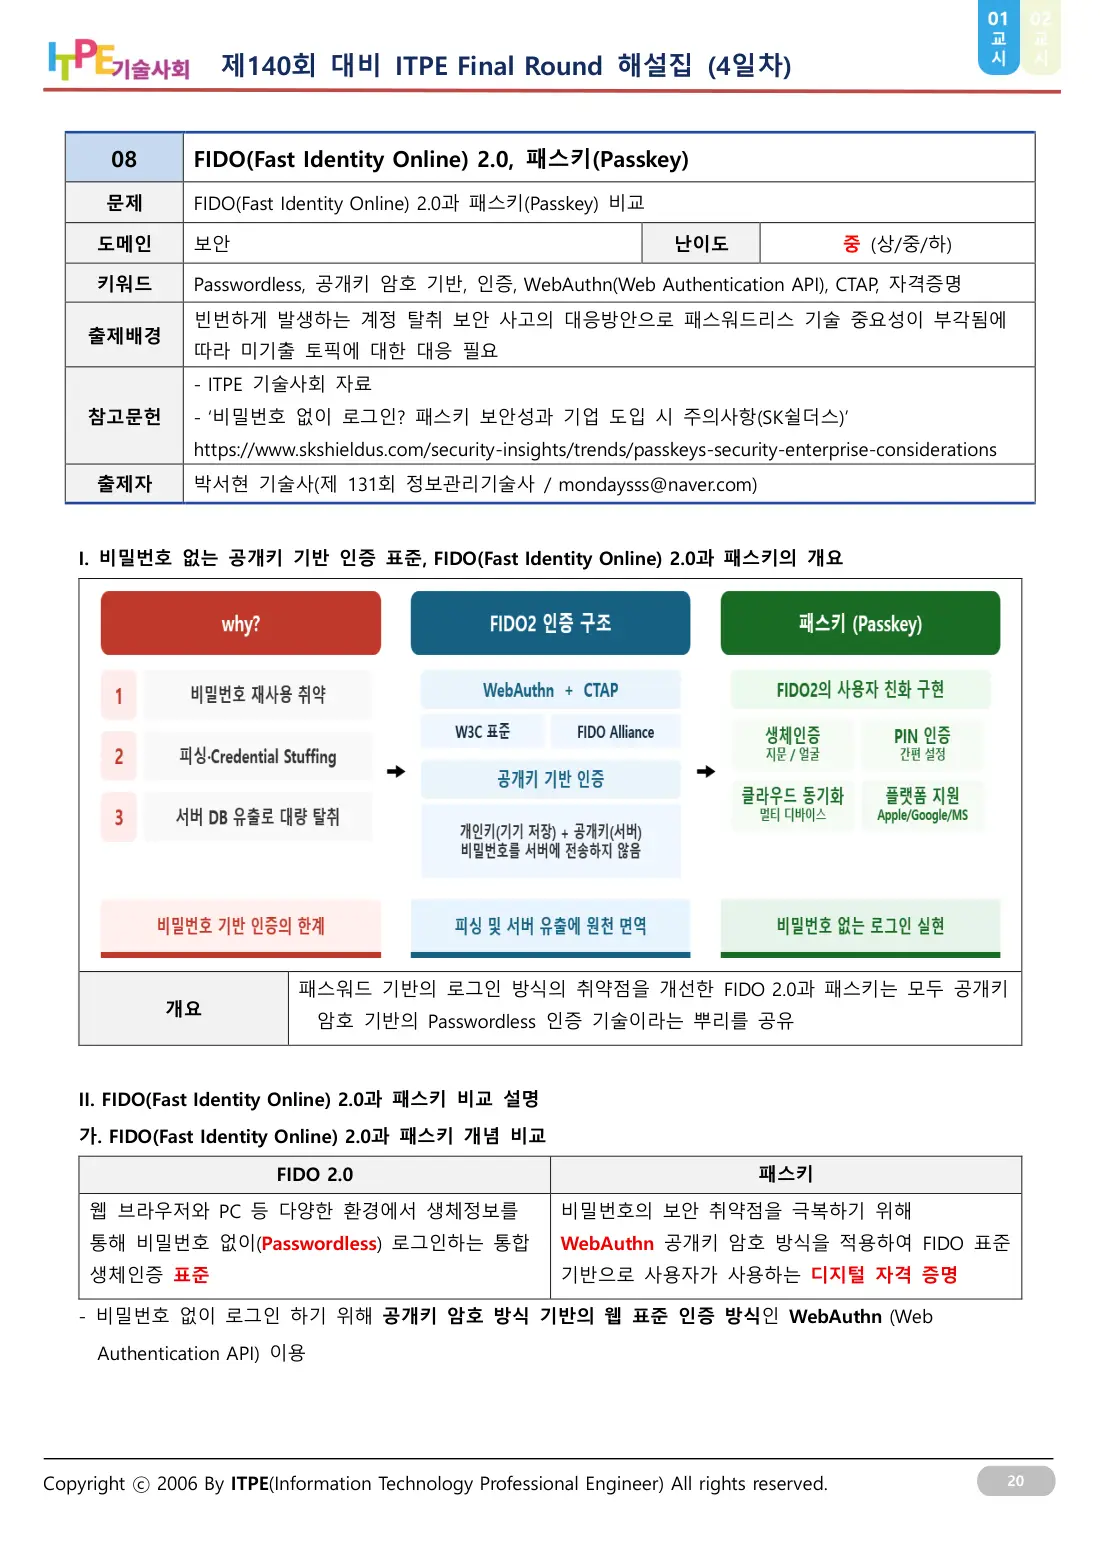 ITPE기술사회 제140회 대비 ITPE Final Round 해설집 (4일차)
01
교
시
02
교
시
08 FIDO(Fast Identity Online) 2.0, 패스키(Passkey)
문제 FIDO(Fast Identity Online) 2.0과 패스키(Passkey) 비교
도메인 보안 난이도 중 (상/중/하)
키워드 Passwordless, 공개키 암호 기반, 인증, WebAuthn(Web Authentication API), CTAP, 자격증명
출제배경 빈번하게 발생하는 계정 탈취 보안 사고의 대응방안으로 패스워드리스 기술 중요성이 부각됨에
따라 미기출 토픽에 대한 대응 필요
참고문헌 - ITPE 기술사회 자료
- ‘비밀번호 없이 로그인? 패스키 보안성과 기업 도입 시 주의사항(SK쉴더스)’
https://www.skshieldus.com/security-insights/trends/passkeys-security-enterprise-considerations
출제자 박서현 기술사(제 131회 정보관리기술사 / mondaysss@naver.com)
I. 비밀번호 없는 공개키 기반 인증 표준, FIDO(Fast Identity Online) 2.0과 패스키의 개요
why?
1 비밀번호 재사용 취약
2 피싱·Credential Stuffing
3 서버 DB 유출로 대량 탈취
비밀번호 기반 인증의 한계
FIDO2 인증 구조
WebAuthn + CTAP
W3C 표준 FIDO Alliance
공개키 기반 인증
개인키(기기 저장) + 공개키(서버)
비밀번호를 서버에 전송하지 않음
피싱 및 서버 유출에 원천 면역
패스키 (Passkey)
FIDO2의 사용자 친화 구현
생체인증 PIN 인증
지문 / 얼굴 간편 설정
클라우드 동기화 플랫폼 지원
멀티 디바이스 Apple/Google/MS
비밀번호 없는 로그인 실현
개요 패스워드 기반의 로그인 방식의 취약점을 개선한 FIDO 2.0과 패스키는 모두 공개키
암호 기반의 Passwordless 인증 기술이라는 뿌리를 공유
II. FIDO(Fast Identity Online) 2.0과 패스키 비교 설명
가. FIDO(Fast Identity Online) 2.0과 패스키 개념 비교
FIDO 2.0 패스키
웹 브라우저와 PC 등 다양한 환경에서 생체정보를
통해 비밀번호 없이(Passwordless) 로그인하는 통합
생체인증 표준
비밀번호의 보안 취약점을 극복하기 위해
WebAuthn 공개키 암호 방식을 적용하여 FIDO 표준
기반으로 사용자가 사용하는 디지털 자격 증명
- 비밀번호 없이 로그인 하기 위해 공개키 암호 방식 기반의 웹 표준 인증 방식인 WebAuthn (Web
Authentication API) 이용
Copyright ⓒ 2006 By ITPE(Information Technology Professional Engineer) All rights reserved. 20